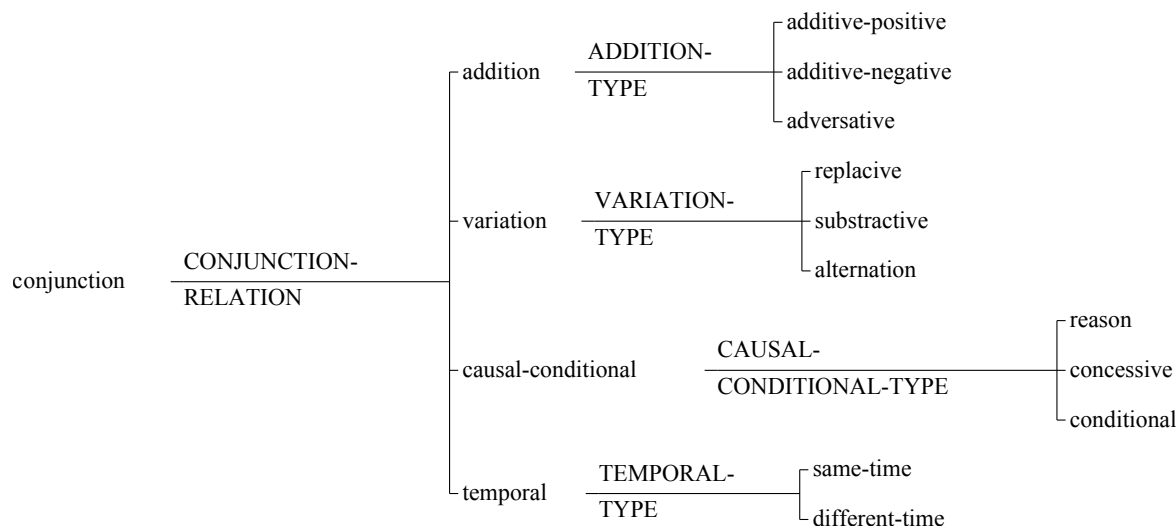 additive-positive
ADDITION-
addition
additive-negative
TYPE
adversative
replacive
VARIATION-
variation
substractive
TYPE
alternation
CONJUNCTION-
conjunction
RELATION
reason
CAUSAL-
causal-conditional
concessive
CONDITIONAL-TYPE
conditional
TEMPORAL-
same-time
temporal
TYPE
different-time